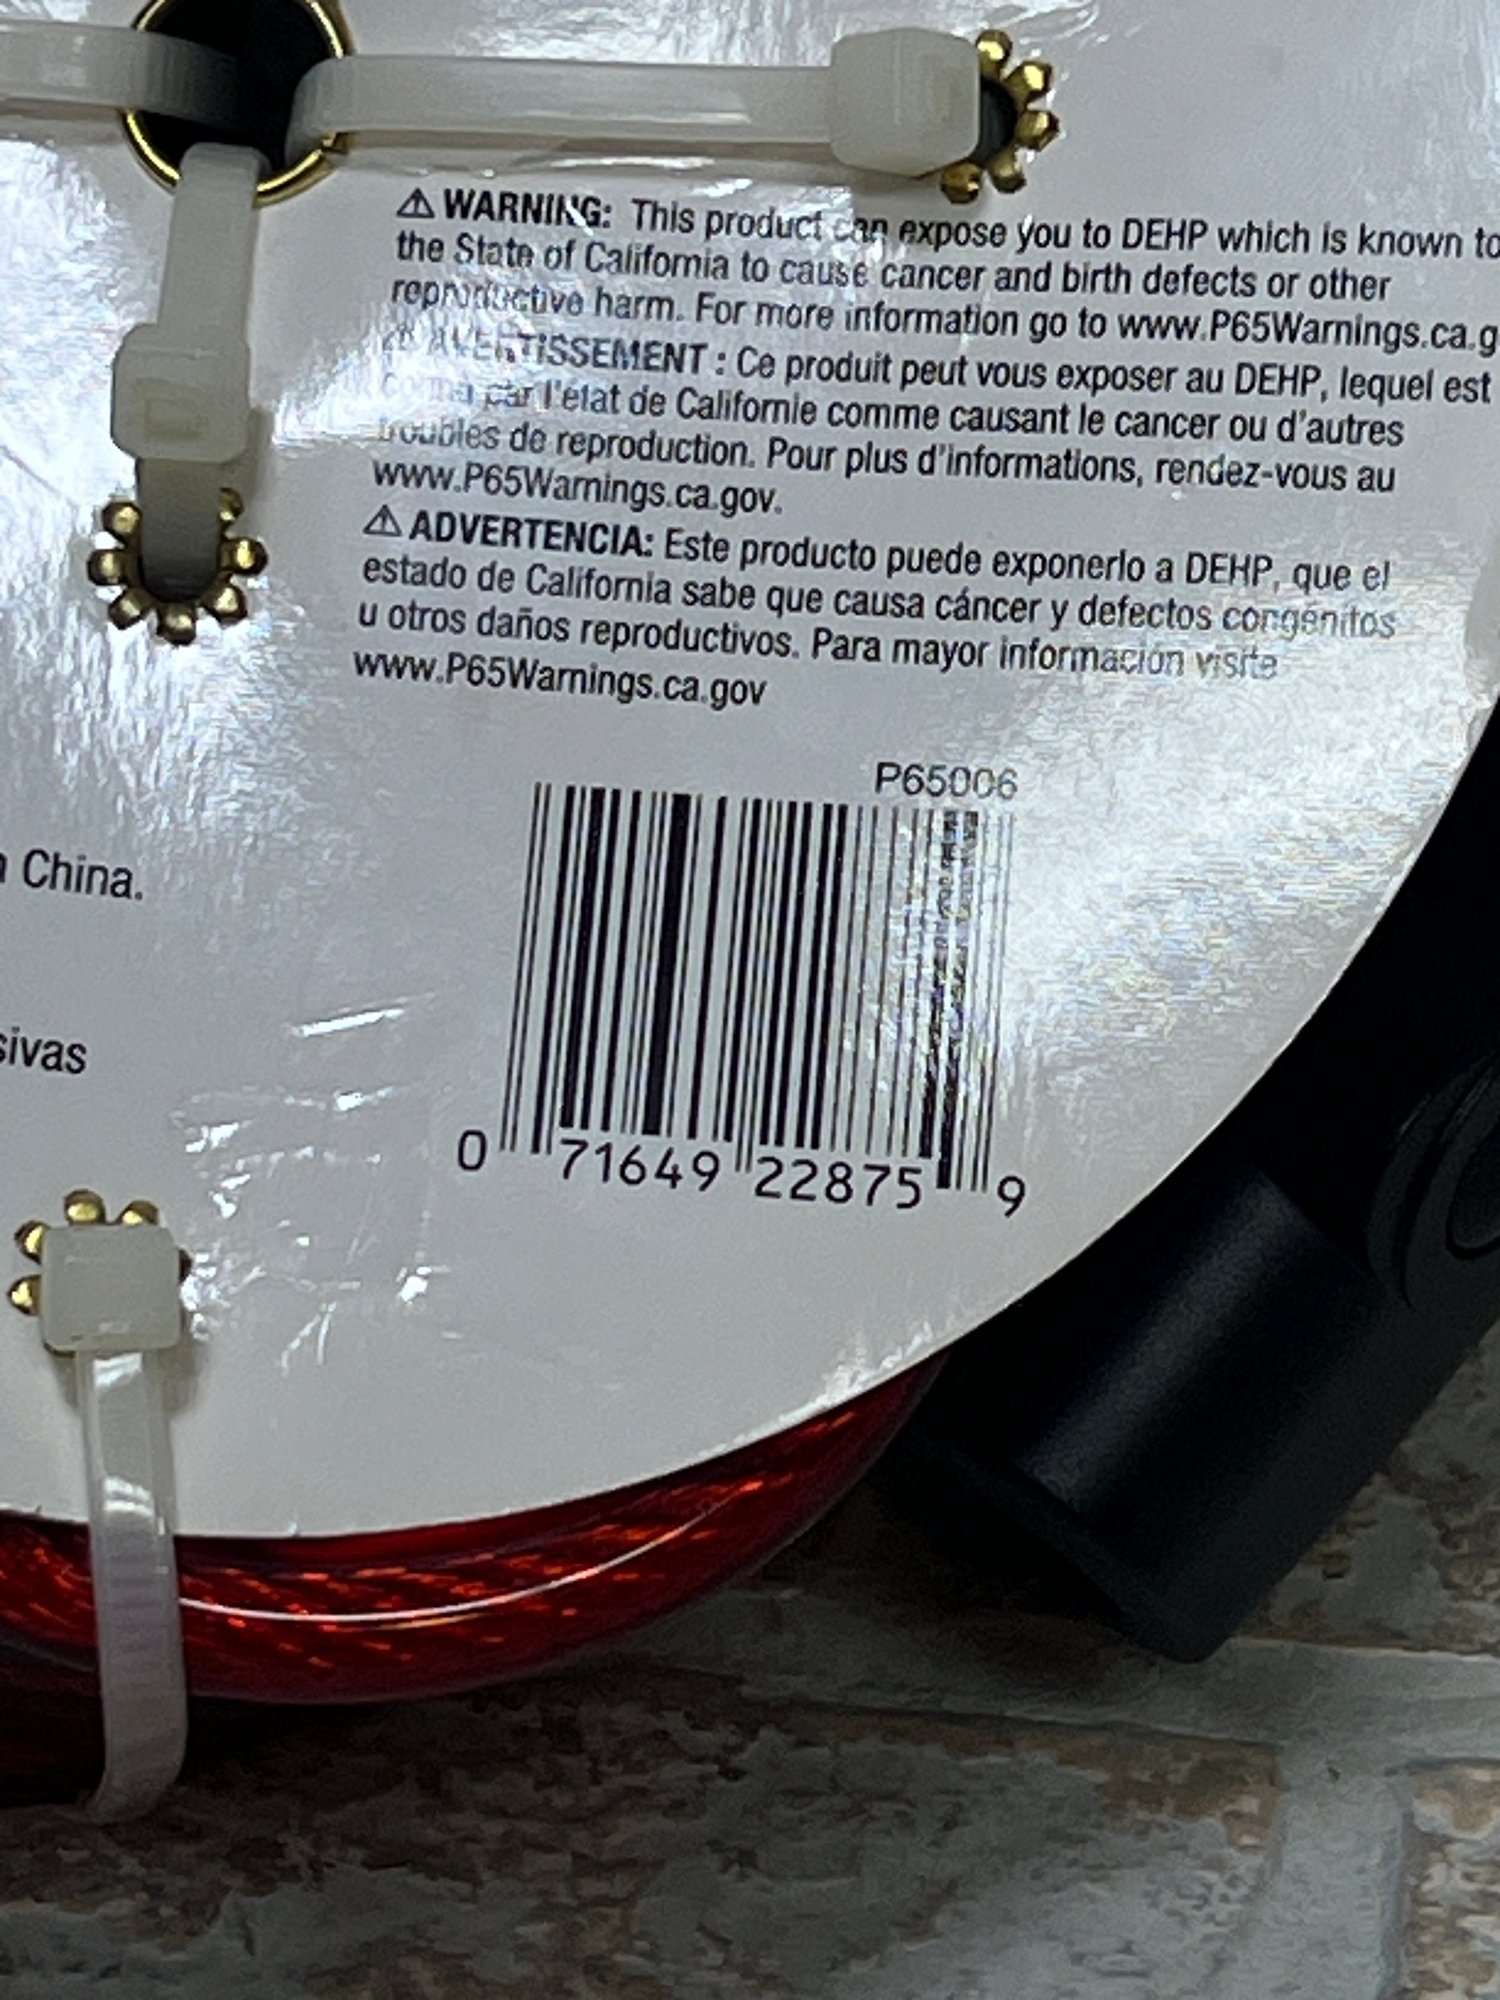 ⚠ WARNING: This product can expose you to DEHP which is known to
the State of California to cause cancer and birth defects or other
reproductive harm. For more information go to www.P65Warnings.ca.g
AVERTISSEMENT : Ce produit peut vous exposer au DEHP, lequel est
par l'état de Californie comme causant le cancer ou d'autres
troubles de reproduction. Pour plus d'informations, rendez-vous au
www.P65Warnings.ca.gov.
⚠ ADVERTENCIA: Este producto puede exponerlo a DEHP, que el
estado de California sabe que causa cáncer y defectos congénitos
u otros daños reproductivos. Para mayor información visite
www.P65Warnings.ca.gov
P65006
China.
sivas
0 71649 22875 9